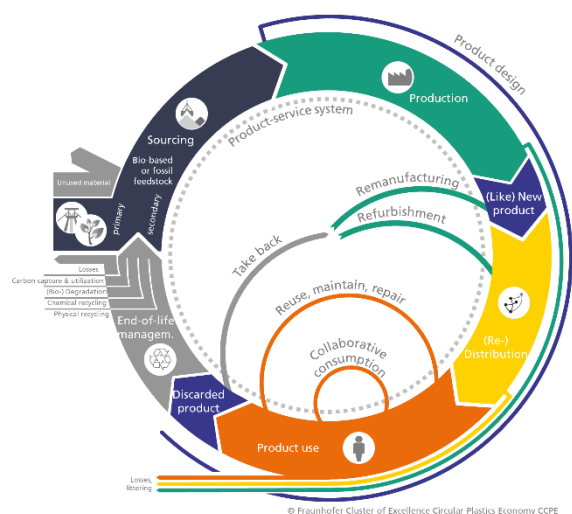 Product design
Production
Sourcing
Bio-based
or fossil
feedstock
Product-service system
Unused material
primary
secondary
Remanufacturing
(Like) New
product
Refurbishment
Take back
Losses
Carbon capture & utilization
(Bio-) Degradation
Chemical recycling
Physical recycling
Reuse, maintain, repair
End-of-life
managem.
(Re-)
Distribution
Collaborative
consumption
Discarded
product
Product use
Losses,
littering
© Fraunhofer Cluster of Excellence Circular Plastics Economy CCPE